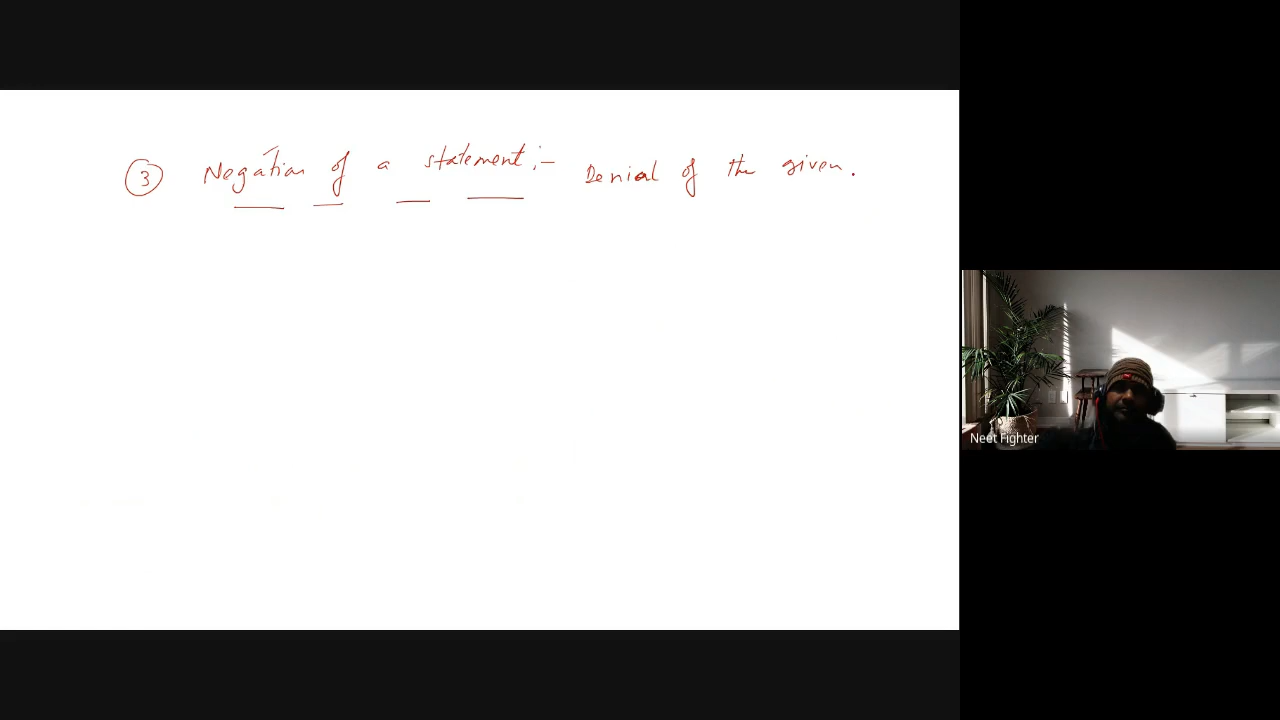 ③ Negation of a statement :- Denial of the given.
Neet Fighter